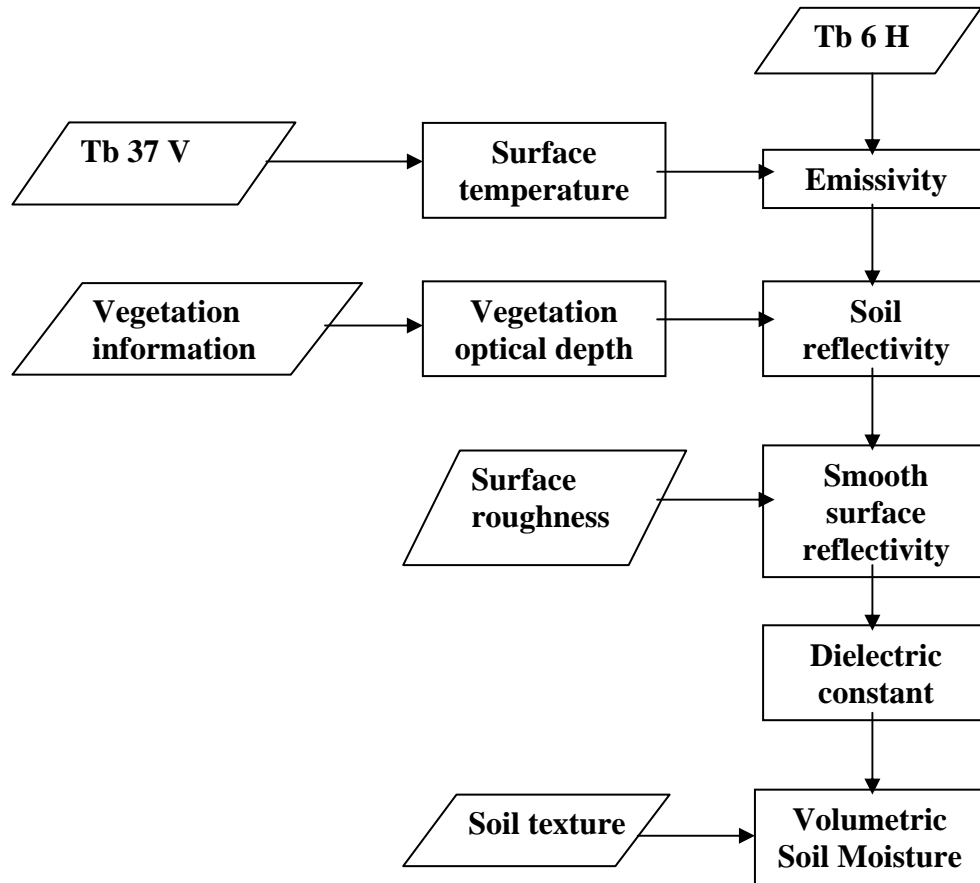 Tb 6 H
Tb 37 V
Surface
temperature
Emissivity
Vegetation
information
Vegetation
optical depth
Soil
reflectivity
Surface
roughness
Smooth
surface
reflectivity
Dielectric
constant
Soil texture
Volumetric
Soil Moisture